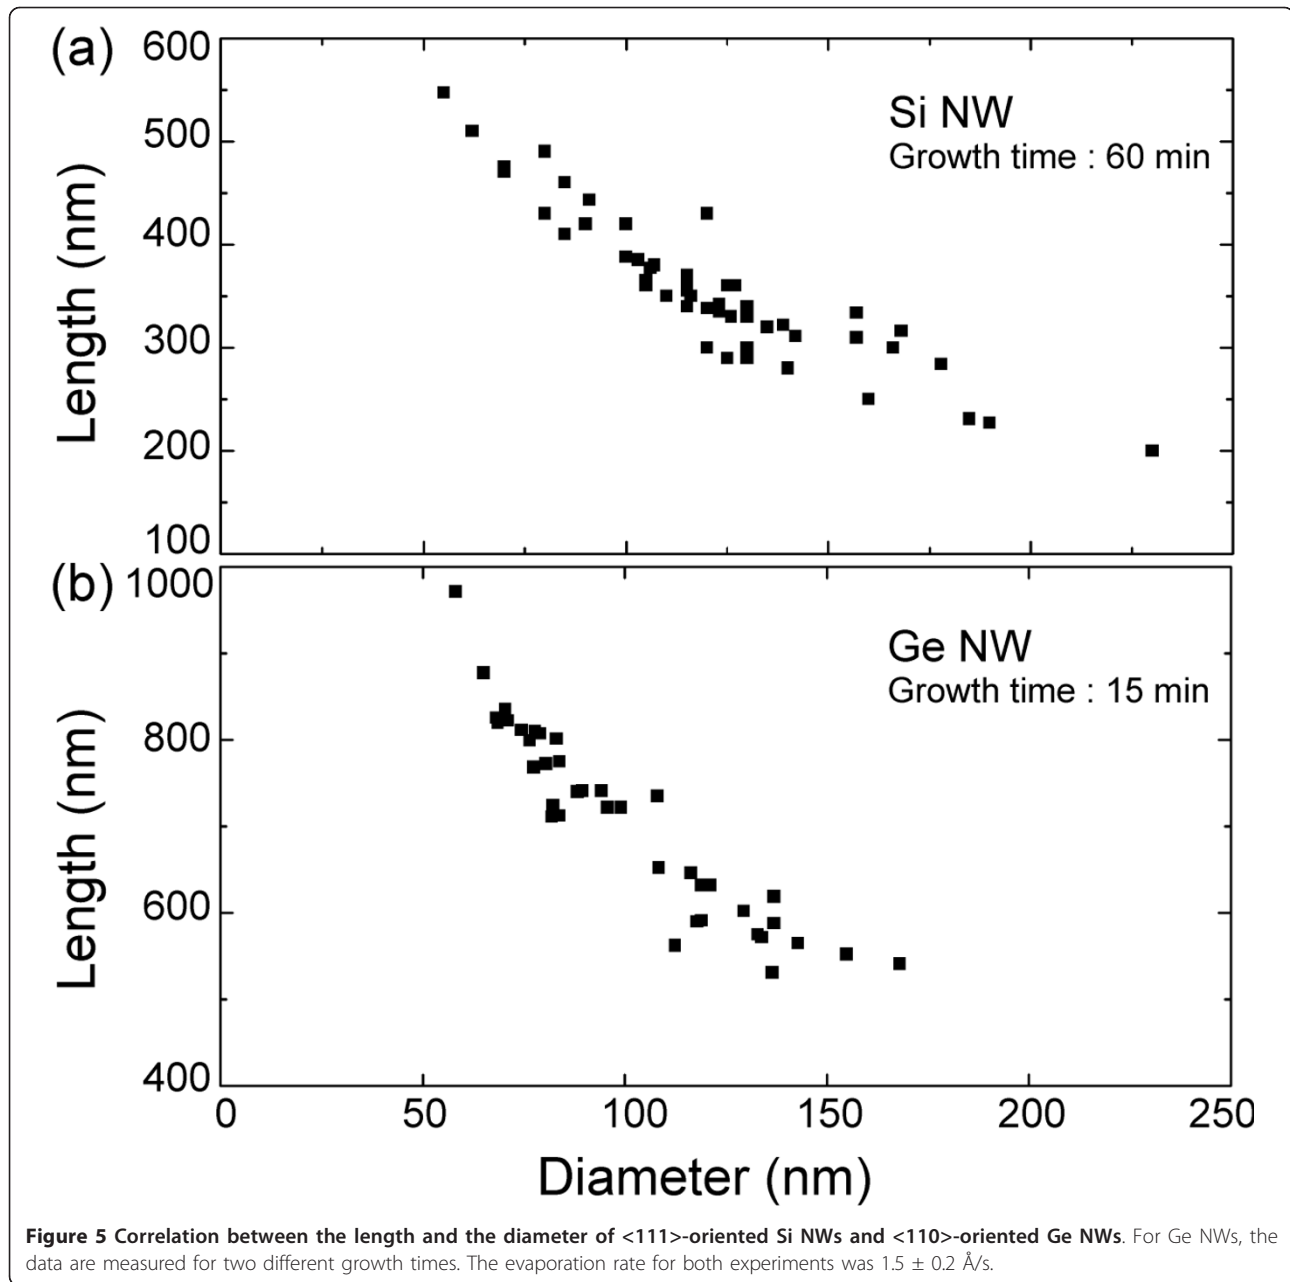 (a)
600
500
400
300
200
100
Length (nm)
Si NW
Growth time : 60 min
(b)
1000
800
600
400
Length (nm)
Ge NW
Growth time : 15 min
0 50 100 150 200 250
Diameter (nm)
Figure 5 Correlation between the length and the diameter of <111>-oriented Si NWs and <110>-oriented Ge NWs. For Ge NWs, the
data are measured for two different growth times. The evaporation rate for both experiments was 1.5 ± 0.2 Å/s.